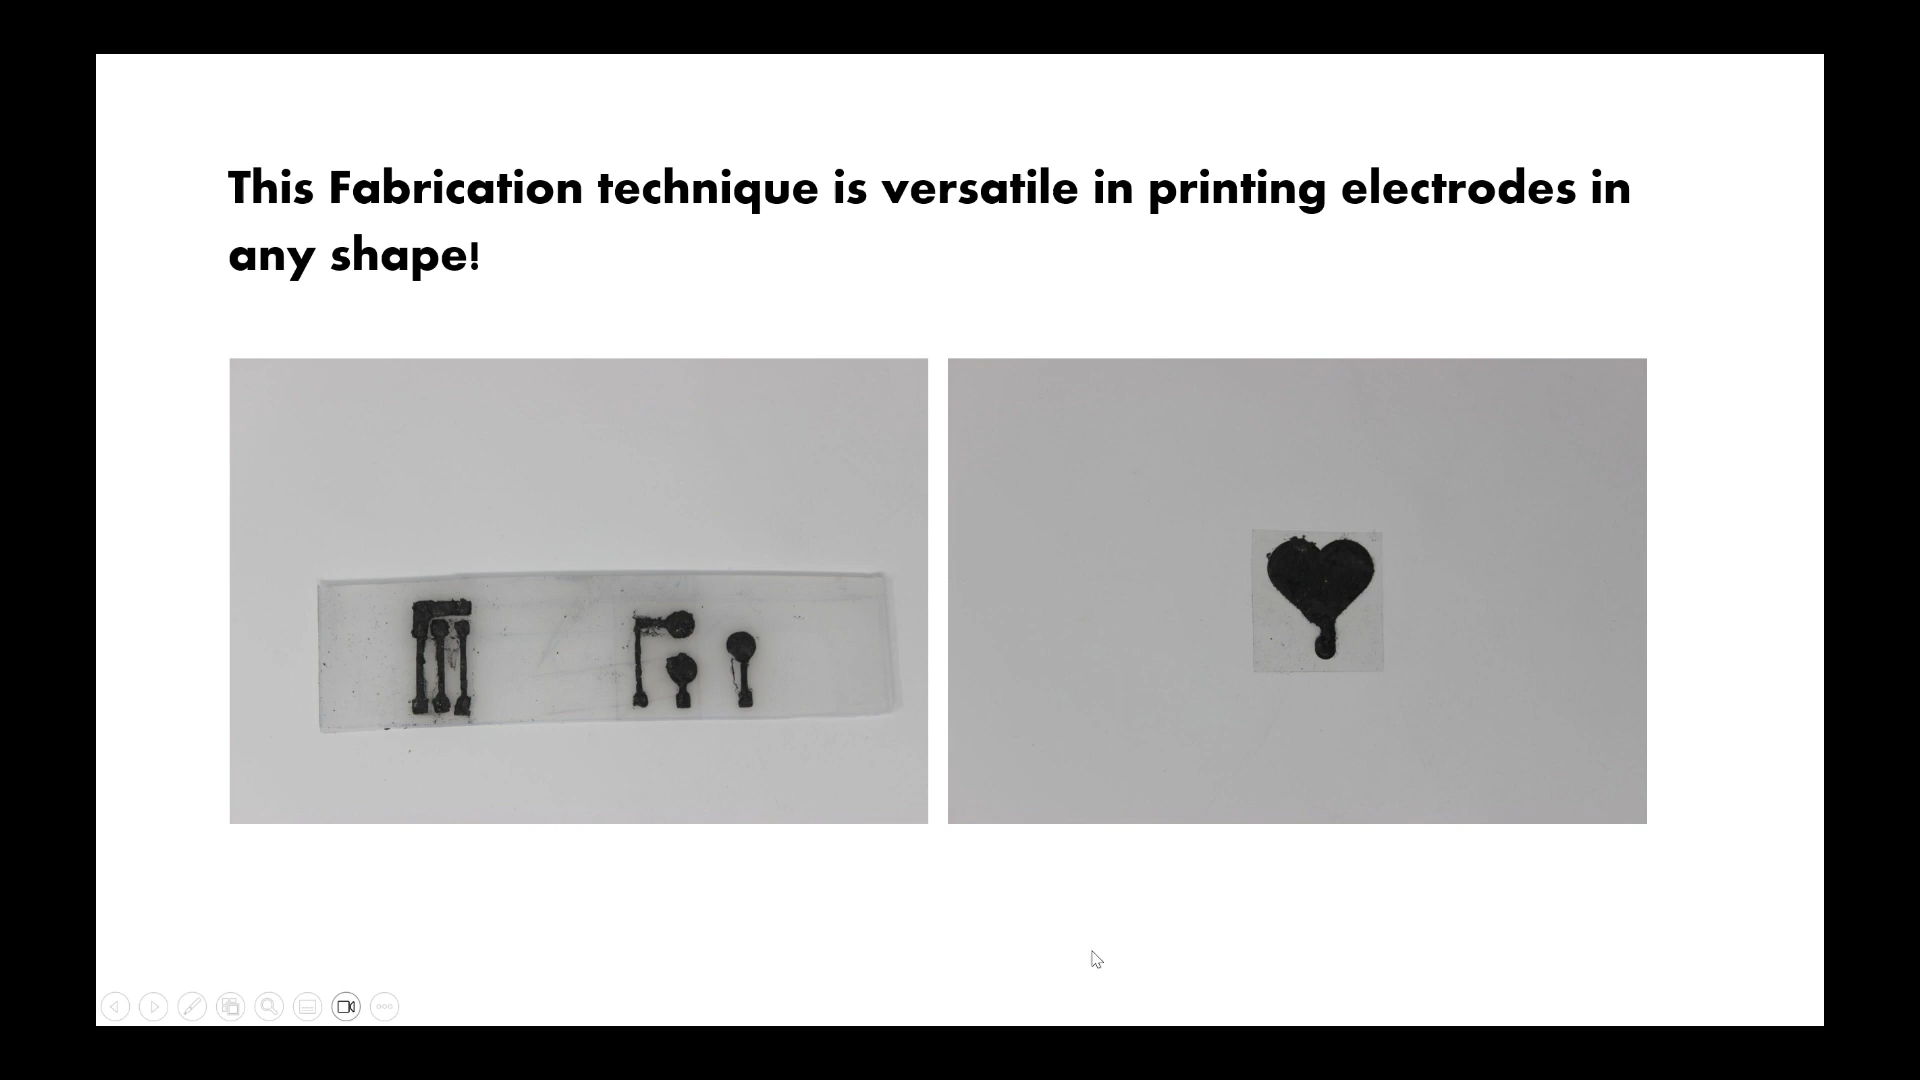 This Fabrication technique is versatile in printing electrodes in
any shape!